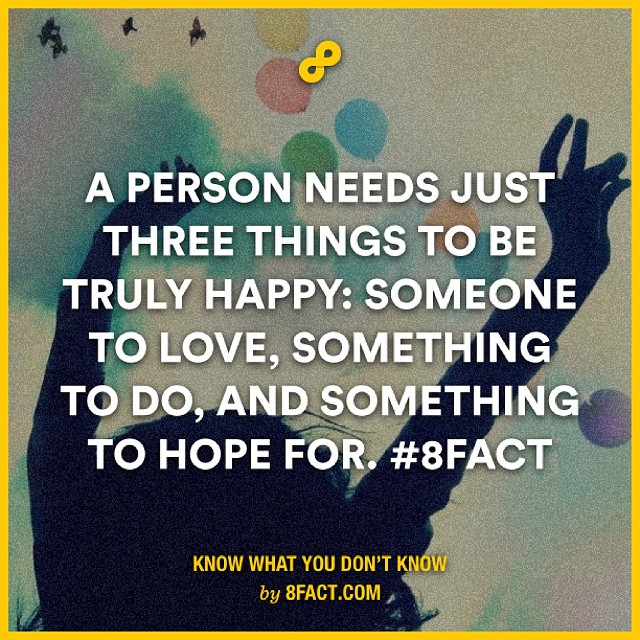 A PERSON NEEDS JUST
THREE THINGS TO BE
TRULY HAPPY: SOMEONE
TO LOVE, SOMETHING
TO DO, AND SOMETHING
TO HOPE FOR. #8FACT
KNOW WHAT YOU DON'T KNOW
by 8FACT.COM